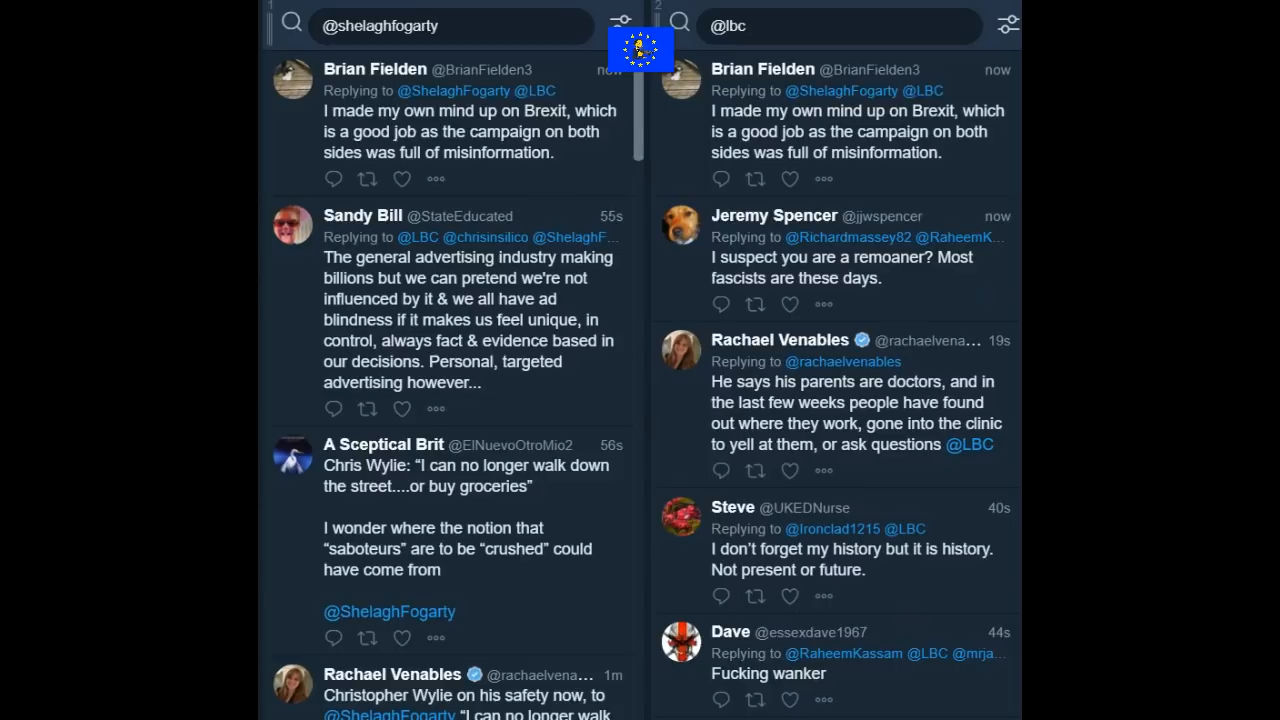 1
@shelaghfogarty
Brian Fielden @BrianFielden3 now
Replying to @ShelaghFogarty @LBC
I made my own mind up on Brexit, which
is a good job as the campaign on both
sides was full of misinformation.
Sandy Bill @StateEducated 55s
Replying to @LBC @chrisinsilico @ShelaghF...
The general advertising industry making
billions but we can pretend we're not
influenced by it & we all have ad
blindness if it makes us feel unique, in
control, always fact & evidence based in
our decisions. Personal, targeted
advertising however...
A Sceptical Brit @ElNuevoOtroMio2 56s
Chris Wylie: “I can no longer walk down
the street....or buy groceries”
I wonder where the notion that
“saboteurs” are to be “crushed” could
have come from
@ShelaghFogarty
Rachael Venables @rachaelvena... 1m
Christopher Wylie on his safety now, to
@ShelaghFogarty “I can no longer walk
2
@lbc
Brian Fielden @BrianFielden3 now
Replying to @ShelaghFogarty @LBC
I made my own mind up on Brexit, which
is a good job as the campaign on both
sides was full of misinformation.
Jeremy Spencer @jjwspencer now
Replying to @Richardmassey82 @RaheemK...
I suspect you are a remoaner? Most
fascists are these days.
Rachael Venables @rachaelvena... 19s
Replying to @rachaelvenables
He says his parents are doctors, and in
the last few weeks people have found
out where they work, gone into the clinic
to yell at them, or ask questions @LBC
Steve @UKEDNurse 40s
Replying to @Ironclad1215 @LBC
I don’t forget my history but it is history.
Not present or future.
Dave @essexdave1967 44s
Replying to @RaheemKassam @LBC @mrja...
Fucking wanker